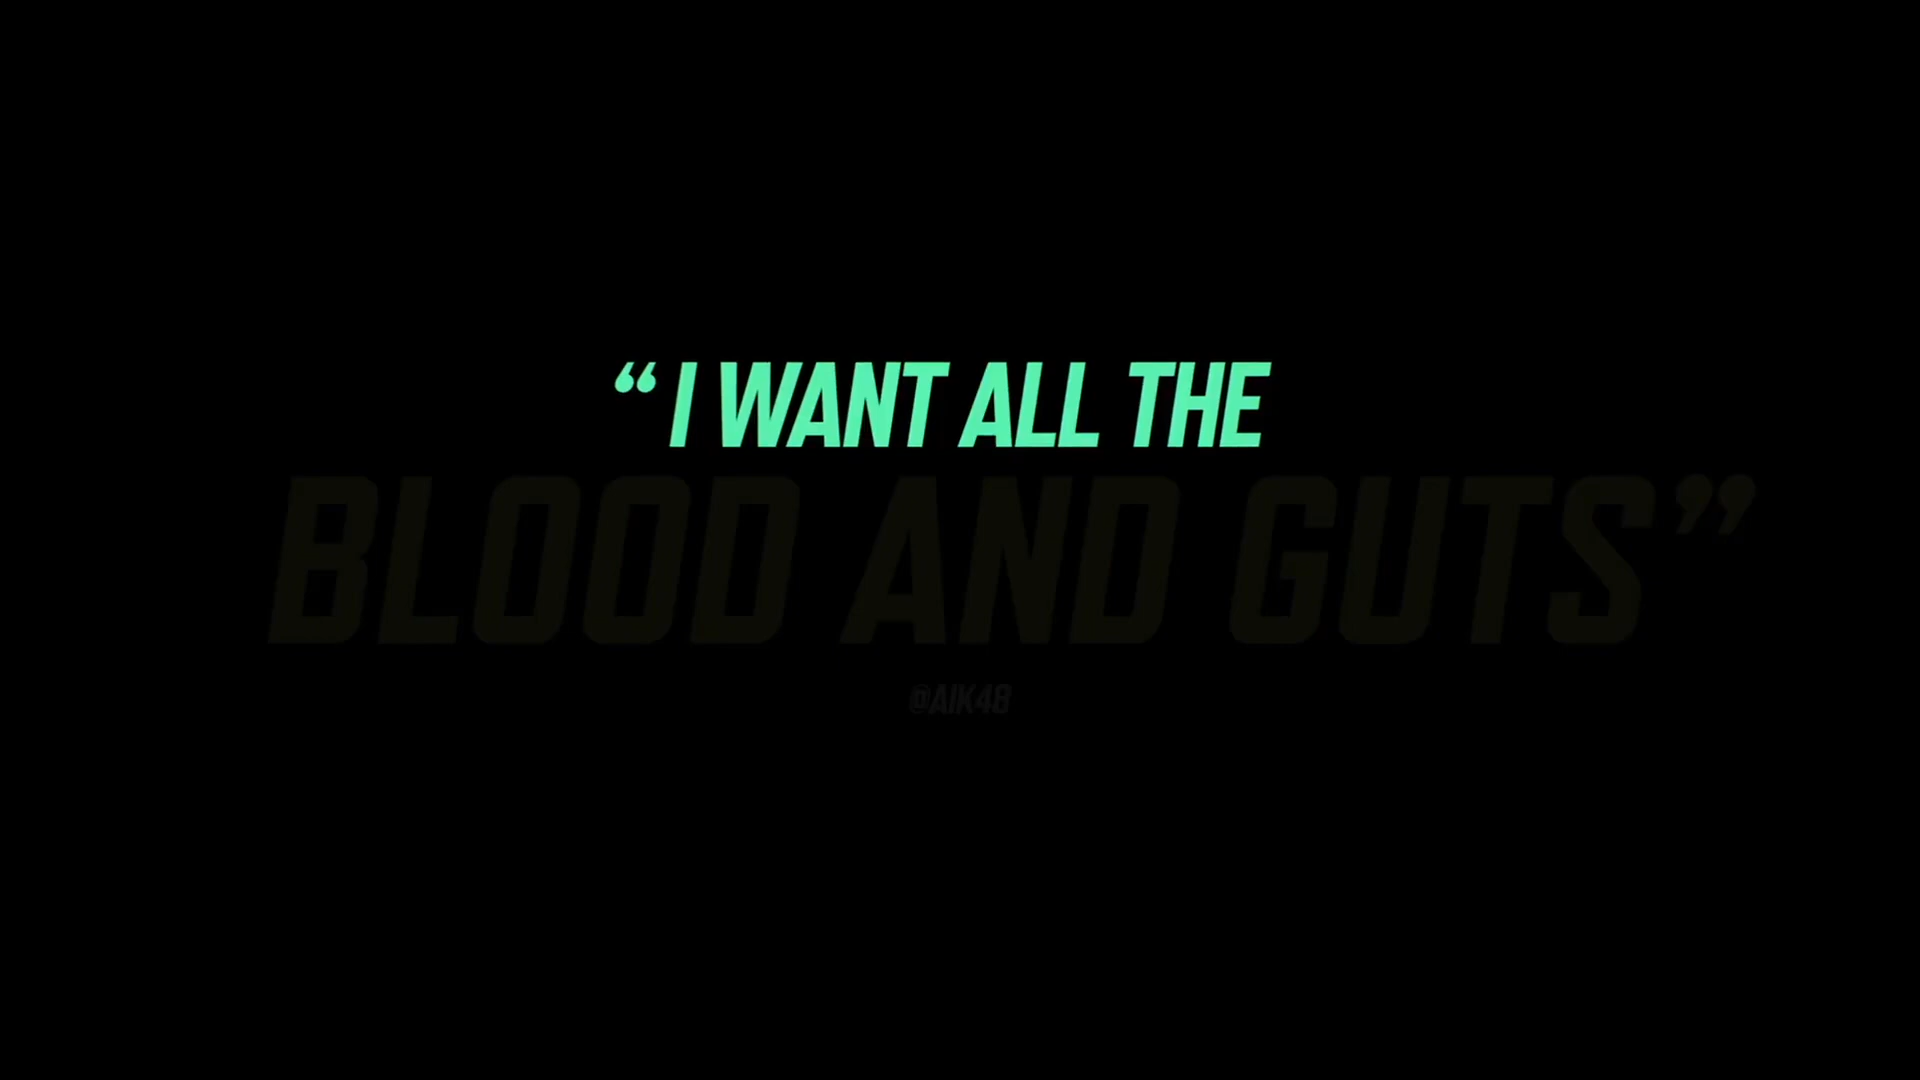 “ I WANT ALL THE
BLOOD AND GUTS”
@AIK48